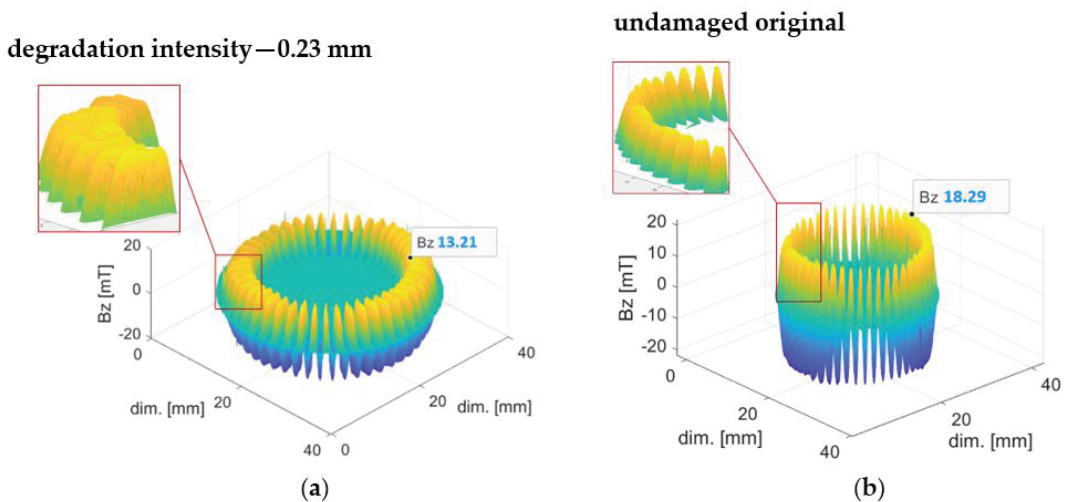 degradation intensity—0.23 mm
undamaged original
Bz 13.21
Bz 18.29
20
0
-20
Bz [mT]
0
20
40
dim. [mm]
0
20
40
dim. [mm]
20
10
0
-10
-20
Bz [mT]
0
20
40
dim. [mm]
20
40
dim. [mm]
(a)
(b)